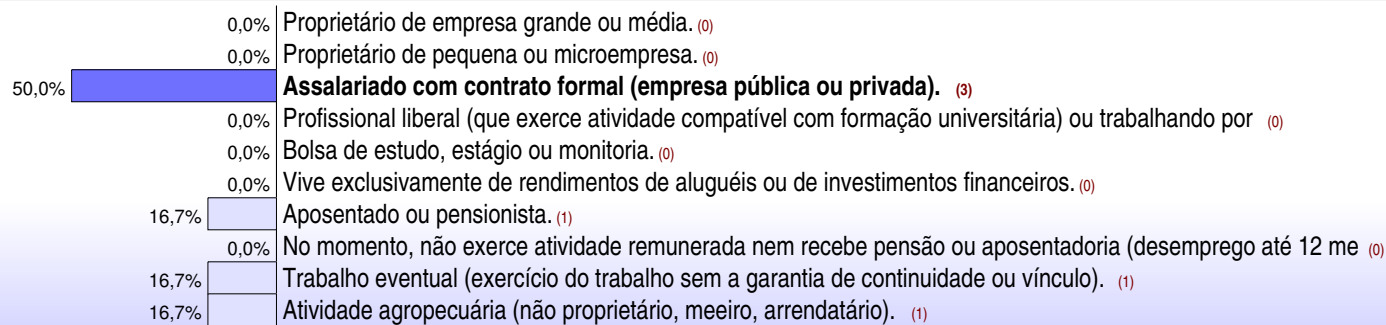 0,0% Proprietário de empresa grande ou média. (0)
0,0% Proprietário de pequena ou microempresa. (0)
50,0% Assalariado com contrato formal (empresa pública ou privada). (3)
0,0% Profissional liberal (que exerce atividade compatível com formação universitária) ou trabalhando por (0)
0,0% Bolsa de estudo, estágio ou monitoria. (0)
0,0% Vive exclusivamente de rendimentos de aluguéis ou de investimentos financeiros. (0)
16,7% Aposentado ou pensionista. (1)
0,0% No momento, não exerce atividade remunerada nem recebe pensão ou aposentadoria (desemprego até 12 me (0)
16,7% Trabalho eventual (exercício do trabalho sem a garantia de continuidade ou vínculo). (1)
16,7% Atividade agropecuária (não proprietário, meeiro, arrendatário). (1)